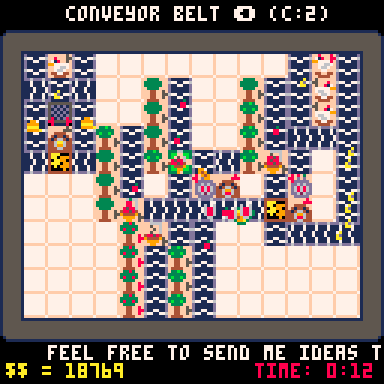 CONVEYOR BELT (C:2)
FEEL FREE TO SEND ME IDEAS T
$$ = 18769
TIME: 0:12